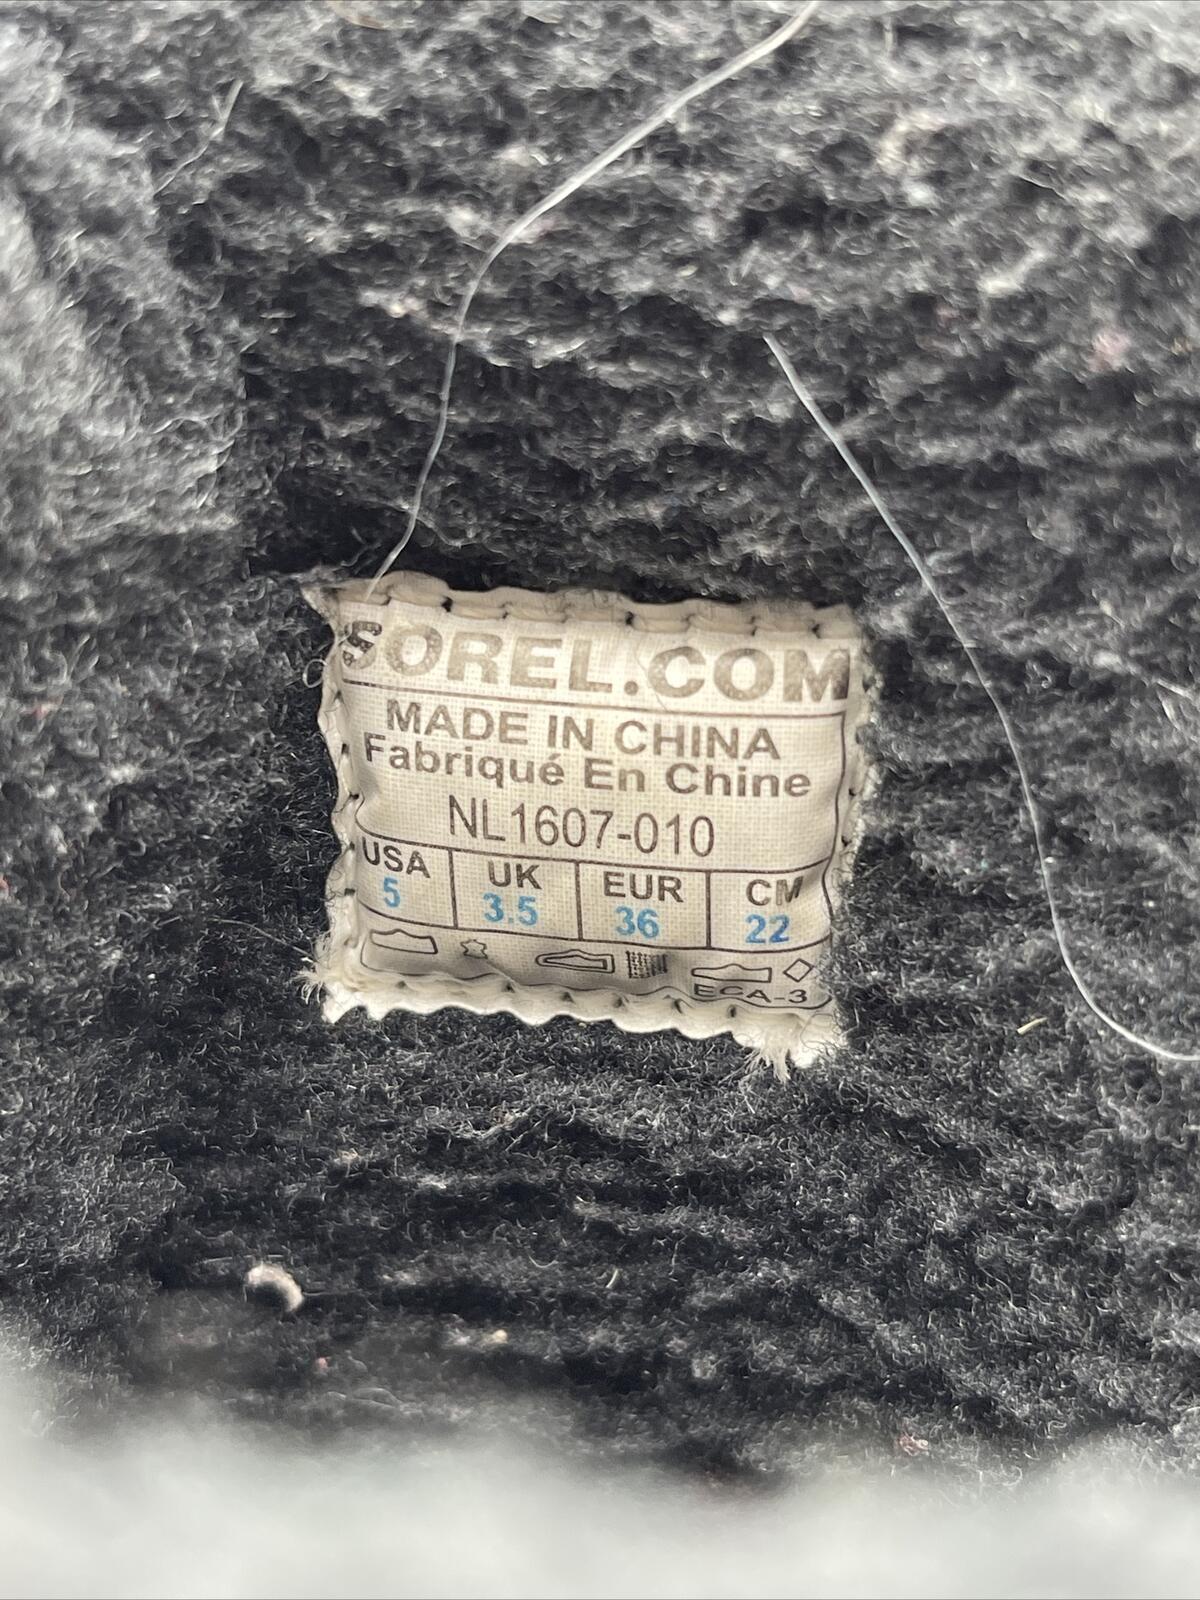 SOREL.COM
MADE IN CHINA
Fabriqué En Chine
NL1607-010
USA UK EUR CM
5 3.5 36 22
ECA-3